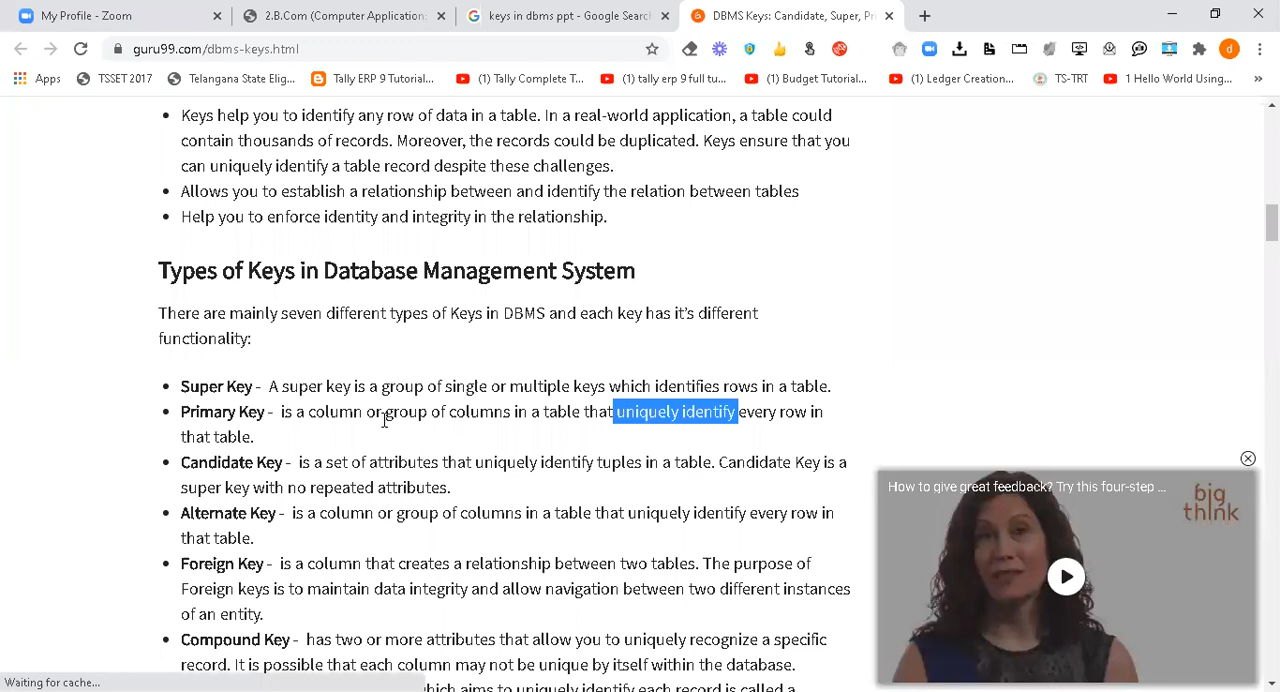 My Profile - Zoom
2.B.Com (Computer Application:
keys in dbms ppt - Google Search
DBMS Keys: Candidate, Super, Pri
guru99.com/dbms-keys.html
Apps
TSSET 2017
Telangana State Elig...
Tally ERP 9 Tutorial...
(1) Tally Complete T...
(1) tally erp 9 full tu...
(1) Budget Tutorial...
(1) Ledger Creation...
TS-TRT
1 Hello World Using...
»
d
• Keys help you to identify any row of data in a table. In a real-world application, a table could
contain thousands of records. Moreover, the records could be duplicated. Keys ensure that you
can uniquely identify a table record despite these challenges.
• Allows you to establish a relationship between and identify the relation between tables
• Help you to enforce identity and integrity in the relationship.
Types of Keys in Database Management System
There are mainly seven different types of Keys in DBMS and each key has it's different
functionality:
• Super Key - A super key is a group of single or multiple keys which identifies rows in a table.
• Primary Key - is a column or group of columns in a table that uniquely identify every row in
that table.
• Candidate Key - is a set of attributes that uniquely identify tuples in a table. Candidate Key is a
super key with no repeated attributes.
• Alternate Key - is a column or group of columns in a table that uniquely identify every row in
that table.
• Foreign Key - is a column that creates a relationship between two tables. The purpose of
Foreign keys is to maintain data integrity and allow navigation between two different instances
of an entity.
• Compound Key - has two or more attributes that allow you to uniquely recognize a specific
record. It is possible that each column may not be unique by itself within the database.
which aims to uniquely identify each record is called a
How to give great feedback? Try this four-step ...
big
think
Waiting for cache...